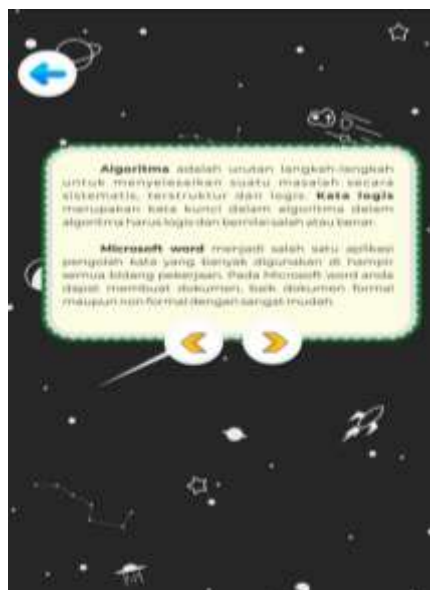 Algoritma adalah urutan langkah-langkah
untuk menyelesaikan suatu masalah secara
sistematis, terstruktur dan logis. Kata logis
merupakan kata kunci dalam algoritma dalam
algoritma harus logis dan bernilai salah atau benar.
Microsoft word menjadi salah satu aplikasi
pengolah kata yang banyak digunakan di hampir
semua bidang pekerjaan. Pada Microsoft word anda
dapat membuat dokumen, baik dokumen formal
maupun non formal dengan sangat mudah.